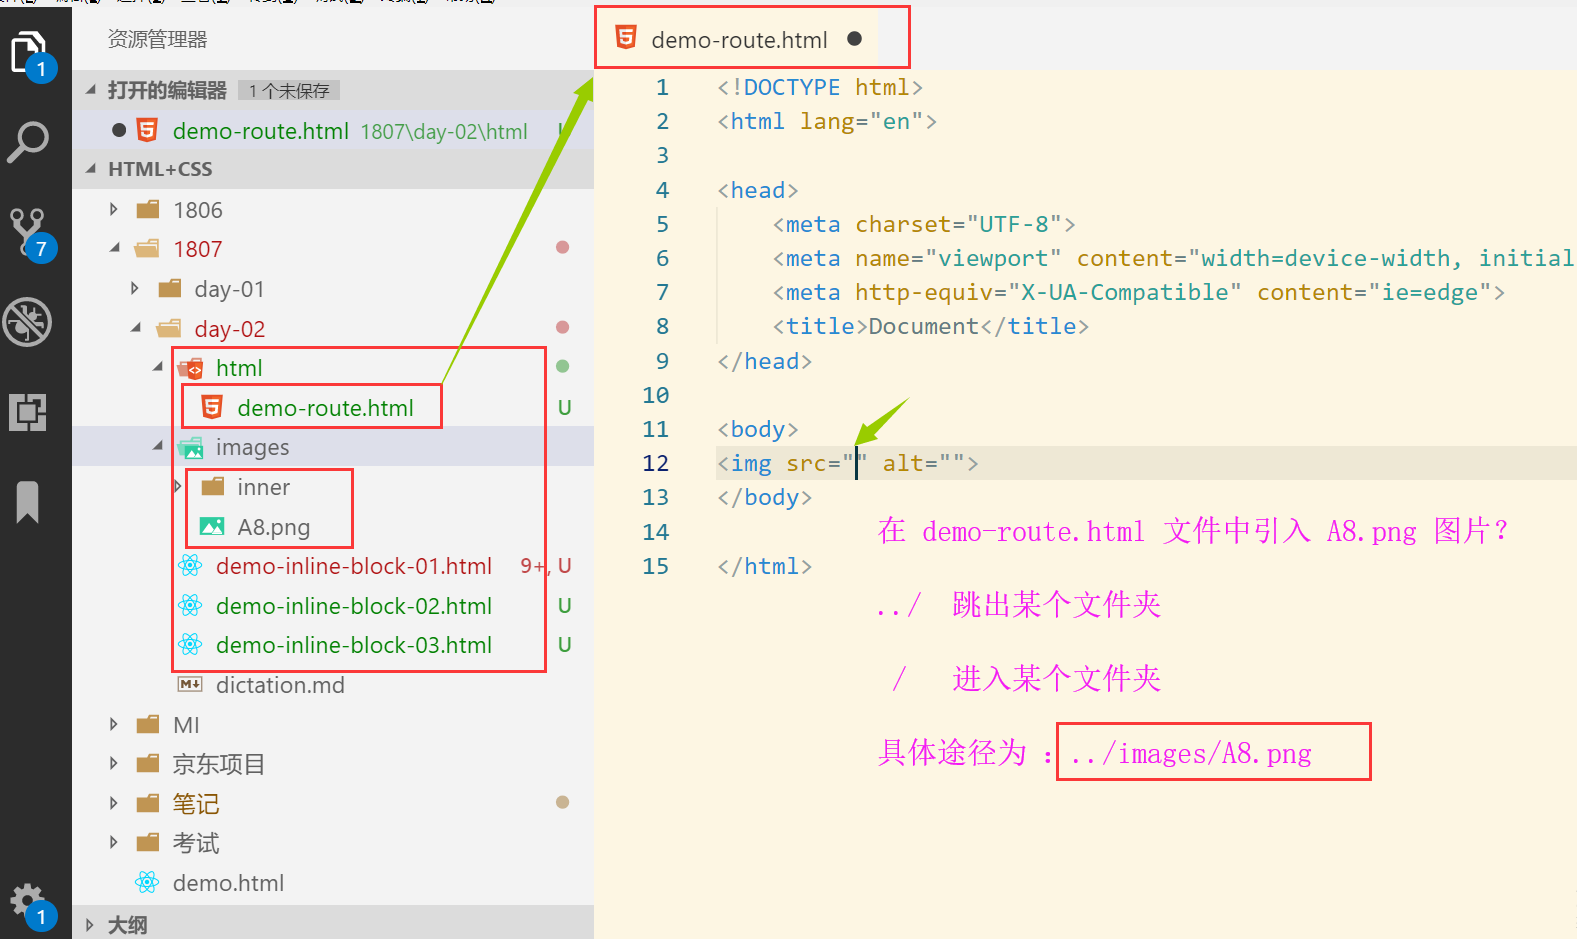 资源管理器
打开的编辑器 1 个未保存
demo-route.html 1807\day-02\html
HTML+CSS
1806
1807
day-01
day-02
html
demo-route.html U
images
inner
A8.png
demo-inline-block-01.html 9+, U
demo-inline-block-02.html U
demo-inline-block-03.html U
dictation.md
MI
京东项目
笔记
考试
demo.html
大纲
1
7
1
demo-route.html
1 <!DOCTYPE html>
2 <html lang="en">
3
4 <head>
5 <meta charset="UTF-8">
6 <meta name="viewport" content="width=device-width, initial
7 <meta http-equiv="X-UA-Compatible" content="ie=edge">
8 <title>Document</title>
9 </head>
10
11 <body>
12 <img src="" alt="">
13 </body>
14
15 </html>
在 demo-route.html 文件中引入 A8.png 图片?
../ 跳出某个文件夹
/ 进入某个文件夹
具体途径为 : ../images/A8.png